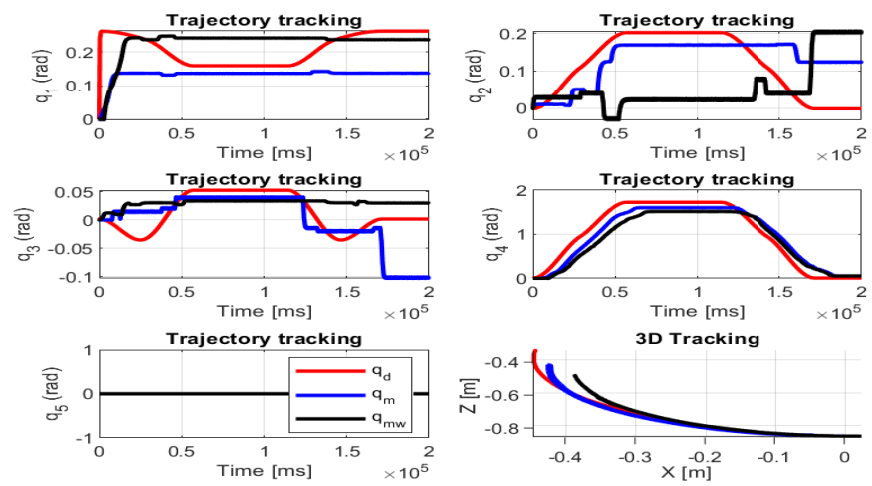 Trajectory tracking
q₁ (rad)
0.2
0.1
0
0 0.5 1 1.5 2
Time [ms] ×10⁵
Trajectory tracking
q₂ (rad)
0.2
0.1
0
0 0.5 1 1.5 2
Time [ms] ×10⁵
Trajectory tracking
q₃ (rad)
0.05
0
-0.05
-0.1
0 0.5 1 1.5 2
Time [ms] ×10⁵
Trajectory tracking
q₄ (rad)
2
1
0
0 0.5 1 1.5 2
Time [ms] ×10⁵
Trajectory tracking
q₅ (rad)
1
0
-1
q_d
q_m
q_mw
0 0.5 1 1.5 2
Time [ms] ×10⁵
3D Tracking
Z [m]
-0.4
-0.6
-0.8
-0.4 -0.3 -0.2 -0.1 0
X [m]